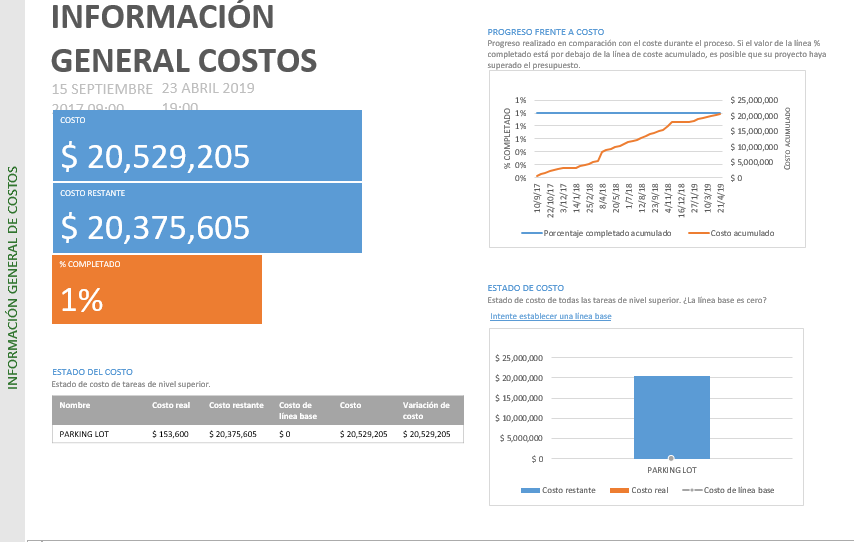 INFORMACIÓN GENERAL DE COSTOS
INFORMACIÓN
GENERAL COSTOS
15 SEPTIEMBRE
2017 09:00
23 ABRIL 2019
19:00
COSTO
$ 20,529,205
COSTO RESTANTE
$ 20,375,605
% COMPLETADO
1%
ESTADO DEL COSTO
Estado de costo de tareas de nivel superior.
Nombre Costo real Costo restante Costo de línea base Costo Variación de costo
PARKING LOT $ 153,600 $ 20,375,605 $ 0 $ 20,529,205 $ 20,529,205
PROGRESO FRENTE A COSTO
Progreso realizado en comparación con el coste durante el proceso. Si el valor de la línea %
completado está por debajo de la línea de coste acumulado, es posible que su proyecto haya
superado el presupuesto.
% COMPLETADO
1%
1%
1%
1%
0%
0%
0%
$ 25,000,000
$ 20,000,000
$ 15,000,000
$ 10,000,000
$ 5,000,000
$ 0
COSTO ACUMULADO
10/9/17
22/10/17
3/12/17
14/1/18
25/2/18
8/4/18
20/5/18
1/7/18
12/8/18
23/9/18
4/11/18
16/12/18
27/1/19
10/3/19
21/4/19
Porcentaje completado acumulado Costo acumulado
ESTADO DE COSTO
Estado de costo de todas las tareas de nivel superior. ¿La línea base es cero?
Intente establecer una línea base
$ 25,000,000
$ 20,000,000
$ 15,000,000
$ 10,000,000
$ 5,000,000
$ 0
PARKING LOT
Costo restante Costo real Costo de línea base